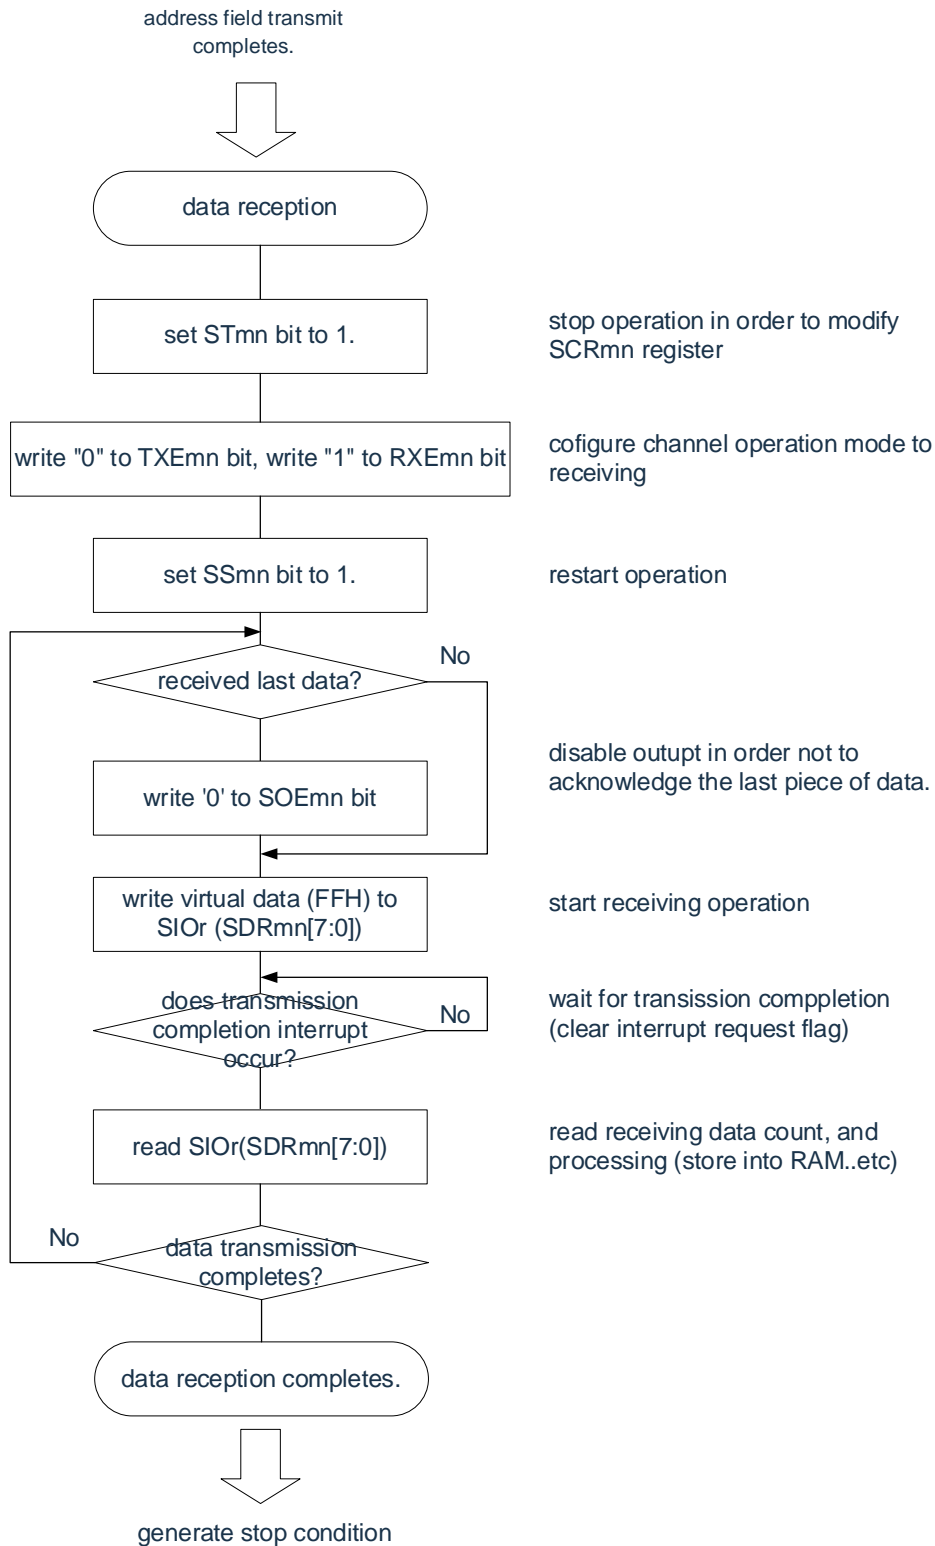 address field transmit
completes.
data reception
set STmn bit to 1.
stop operation in order to modify
SCRmn register
write "0" to TXEmn bit, write "1" to RXEmn bit
cofigure channel operation mode to
receiving
set SSmn bit to 1.
restart operation
No
received last data?
disable outupt in order not to
acknowledge the last piece of data.
write '0' to SOEmn bit
write virtual data (FFH) to
SIOr (SDRmn[7:0])
start receiving operation
does transmission
completion interrupt
occur?
No
wait for transission comppletion
(clear interrupt request flag)
read SIOr(SDRmn[7:0])
read receiving data count, and
processing (store into RAM..etc)
No
data transmission
completes?
data reception completes.
generate stop condition